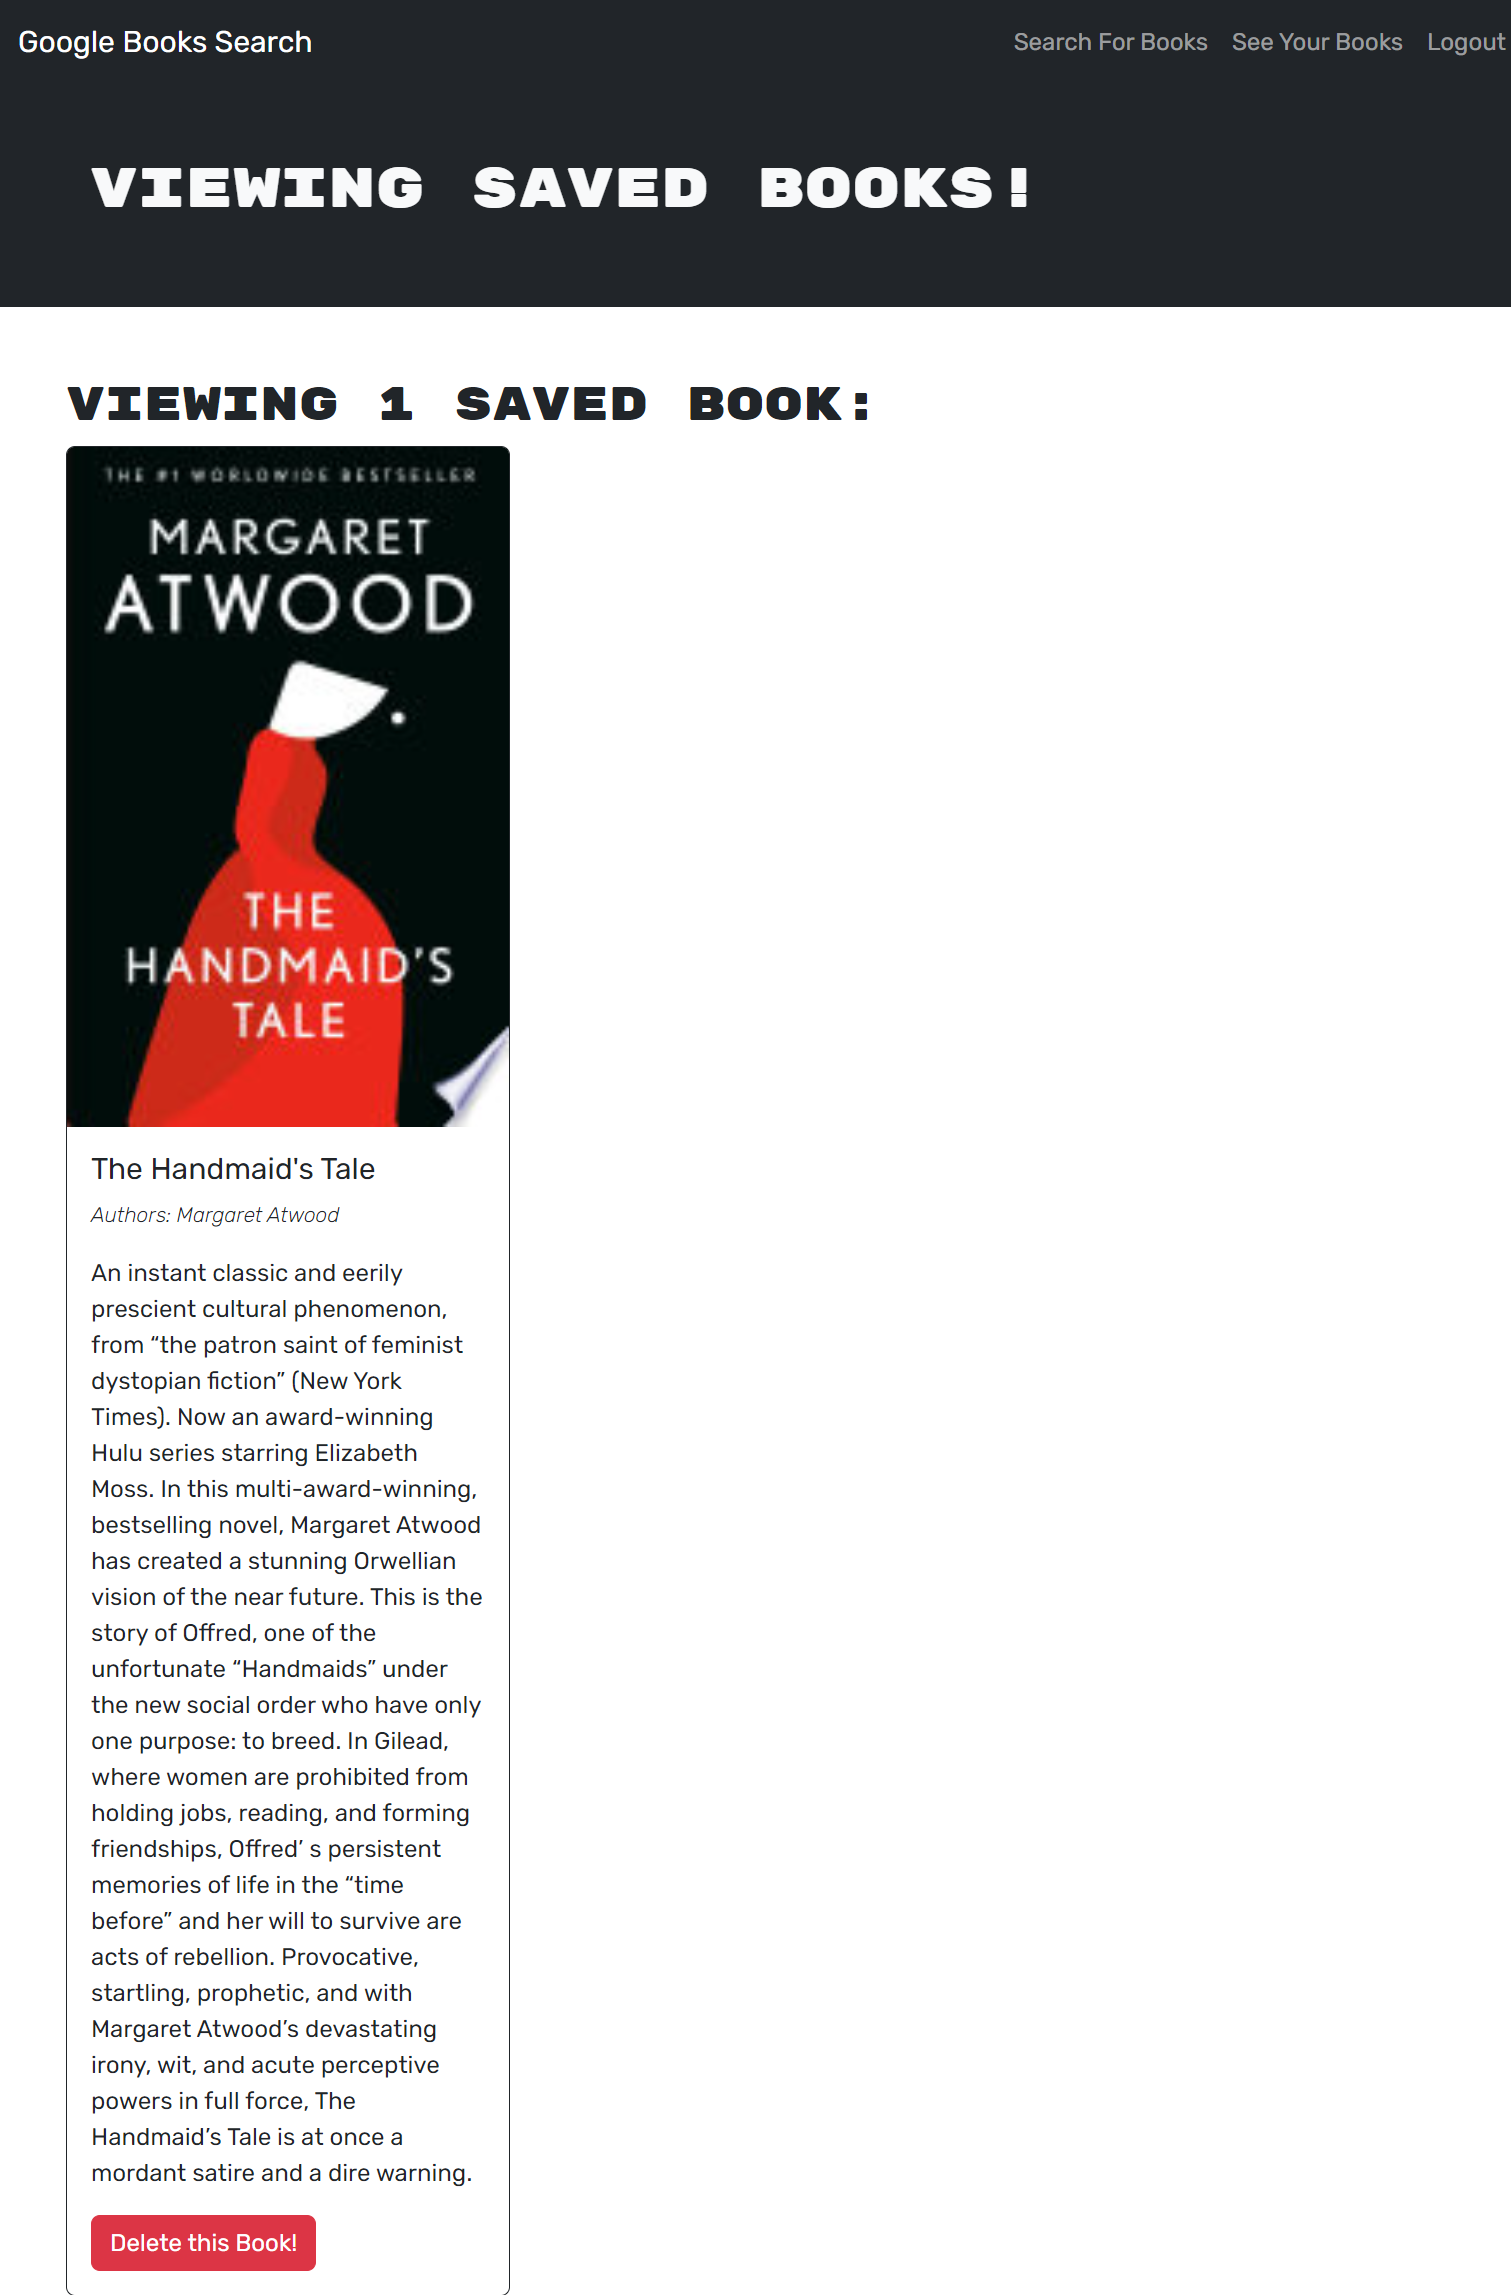 Google Books Search
Search For Books
See Your Books
Logout
VIEWING SAVED BOOKS!
VIEWING 1 SAVED BOOK:
THE #1 WORLDWIDE BESTSELLER
MARGARET
ATWOOD
THE
HANDMAID'S
TALE
The Handmaid's Tale
Authors: Margaret Atwood
An instant classic and eerily
prescient cultural phenomenon,
from “the patron saint of feminist
dystopian fiction” (New York
Times). Now an award-winning
Hulu series starring Elizabeth
Moss. In this multi-award-winning,
bestselling novel, Margaret Atwood
has created a stunning Orwellian
vision of the near future. This is the
story of Offred, one of the
unfortunate “Handmaids” under
the new social order who have only
one purpose: to breed. In Gilead,
where women are prohibited from
holding jobs, reading, and forming
friendships, Offred’ s persistent
memories of life in the “time
before” and her will to survive are
acts of rebellion. Provocative,
startling, prophetic, and with
Margaret Atwood’s devastating
irony, wit, and acute perceptive
powers in full force, The
Handmaid’s Tale is at once a
mordant satire and a dire warning.
Delete this Book!